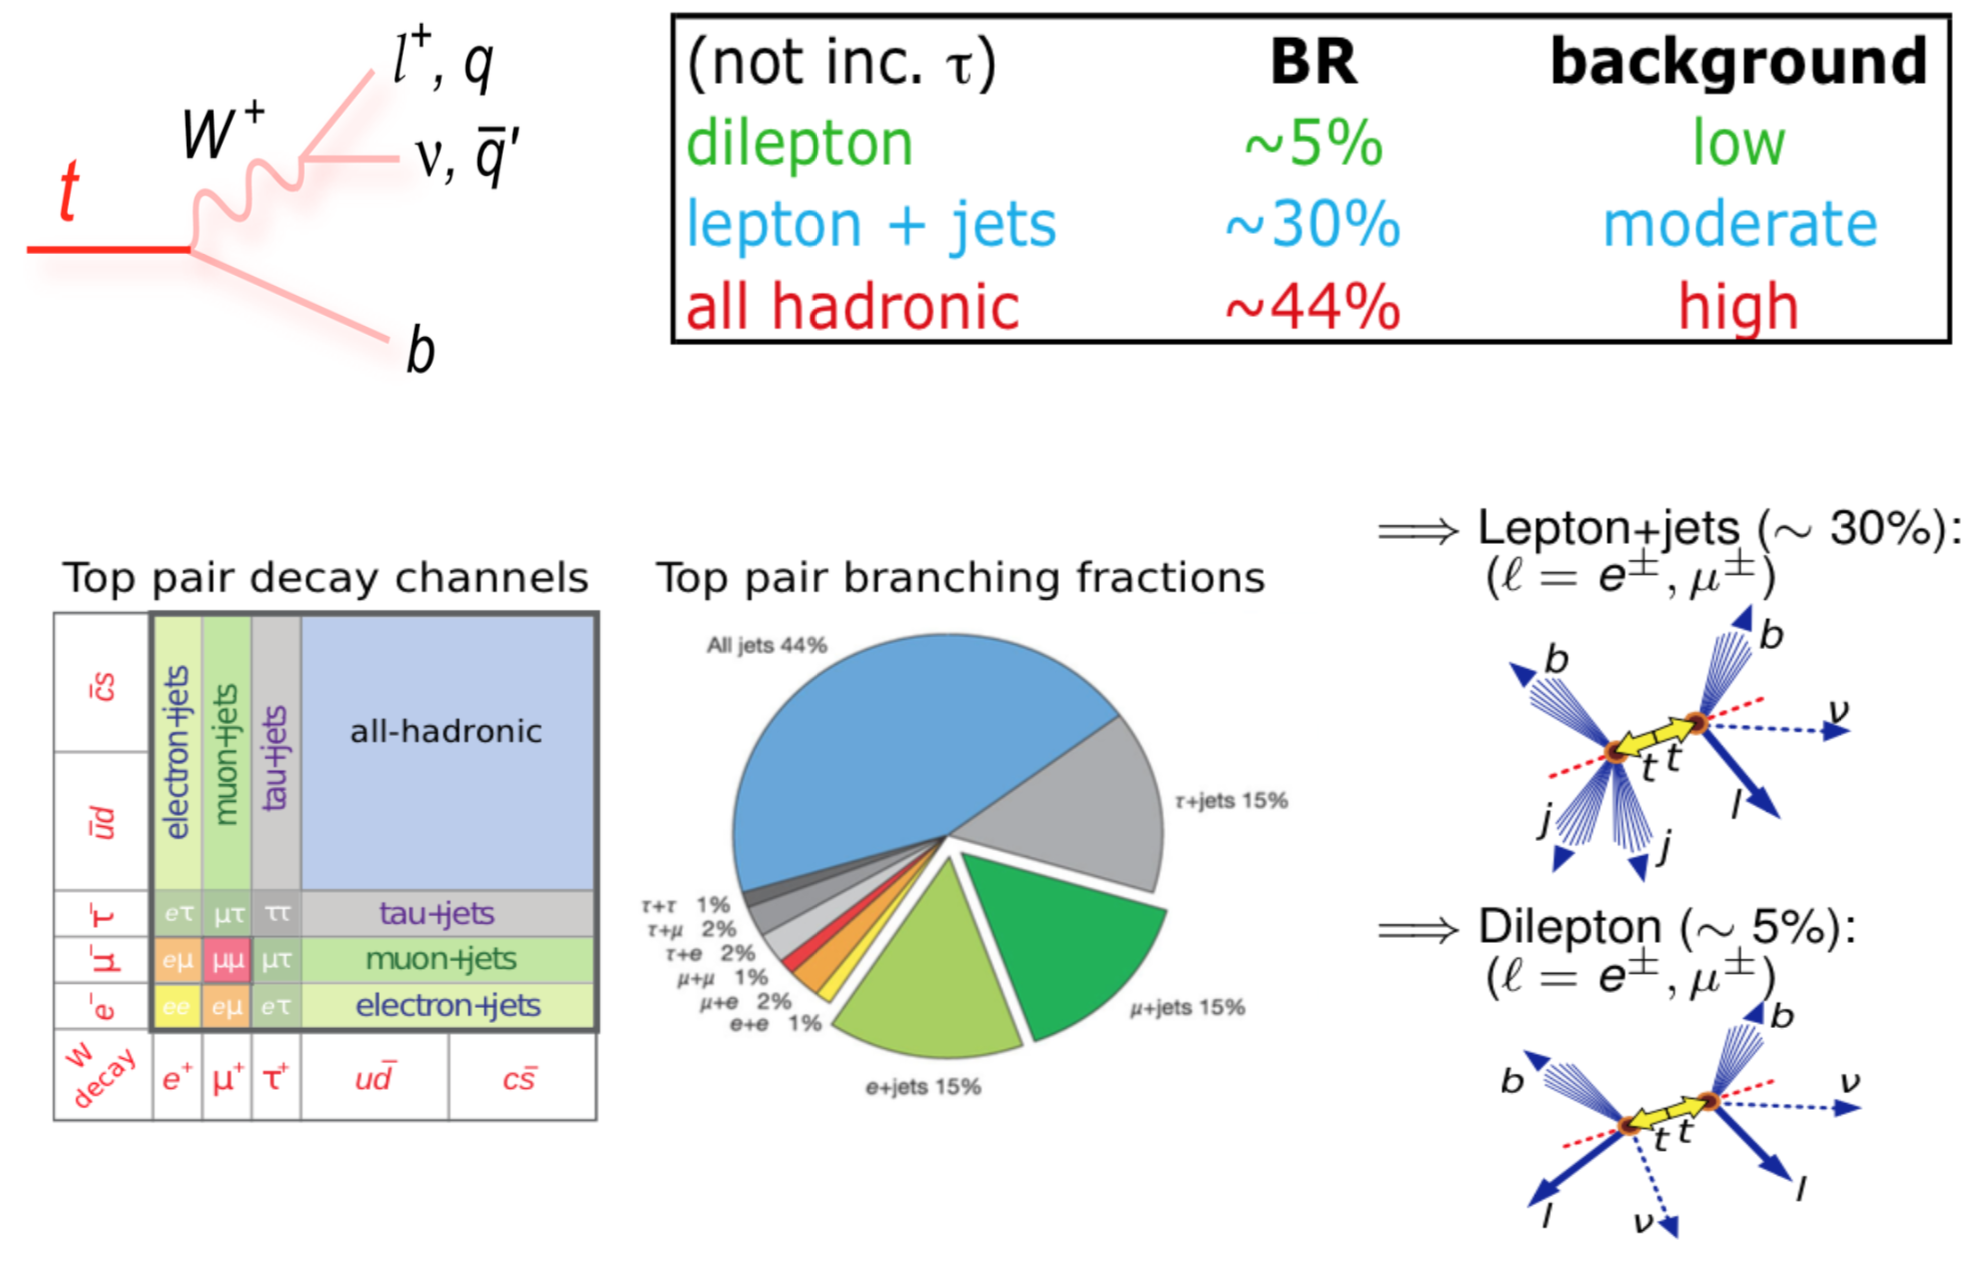 l⁺, q
W⁺
ν, q̄′
t
b
(not inc. τ) BR background
dilepton ~5% low
lepton + jets ~30% moderate
all hadronic ~44% high
Top pair decay channels
c̄s
ūd
τ⁻
μ⁻
e⁻
electron+jets
muon+jets
tau+jets
all-hadronic
eτ μτ ττ tau+jets
eμ μμ μτ muon+jets
ee eμ eτ electron+jets
W decay e⁺ μ⁺ τ⁺ ud̄ cs̄
Top pair branching fractions
All jets 44%
τ+jets 15%
μ+jets 15%
e+jets 15%
τ+τ 1%
τ+μ 2%
τ+e 2%
μ+μ 1%
μ+e 2%
e+e 1%
⟹ Lepton+jets (∼ 30%):
(ℓ = e±, μ±)
b
b
ν
t t
l
j
j
⟹ Dilepton (∼ 5%):
(ℓ = e±, μ±)
b
b
ν
t t
l
l
ν